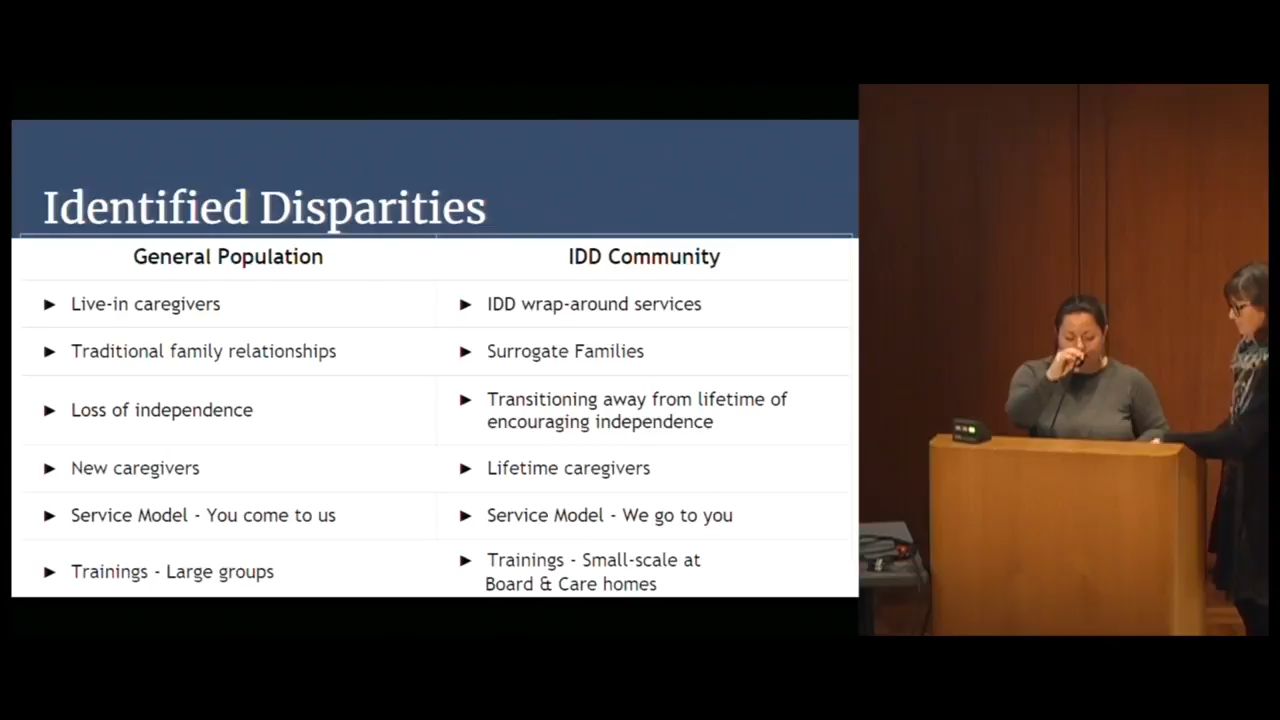 Identified Disparities
General Population
IDD Community
► Live-in caregivers
► IDD wrap-around services
► Traditional family relationships
► Surrogate Families
► Loss of independence
► Transitioning away from lifetime of
encouraging independence
► New caregivers
► Lifetime caregivers
► Service Model - You come to us
► Service Model - We go to you
► Trainings - Large groups
► Trainings - Small-scale at
Board & Care homes